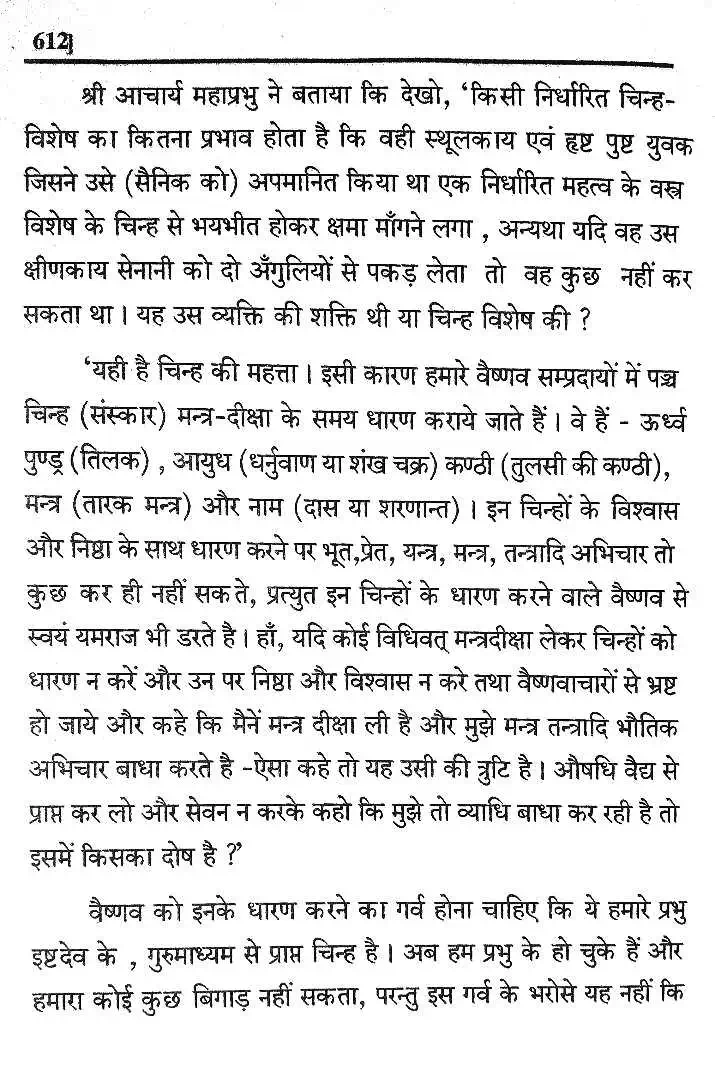 612]
श्री आचार्य महाप्रभु ने बताया कि देखो, 'किसी निर्धारित चिन्ह-
विशेष का कितना प्रभाव होता है कि वही स्थूलकाय एवं हृष्ट पुष्ट युवक
जिसने उसे (सैनिक को) अपमानित किया था एक निर्धारित महत्व के वस्त्र
विशेष के चिन्ह से भयभीत होकर क्षमा माँगने लगा , अन्यथा यदि वह उस
क्षीणकाय सेनानी को दो अँगुलियों से पकड़ लेता तो वह कुछ नहीं कर
सकता था । यह उस व्यक्ति की शक्ति थी या चिन्ह विशेष की ?
'यही है चिन्ह की महत्ता । इसी कारण हमारे वैष्णव सम्प्रदायों में पञ्च
चिन्ह (संस्कार) मन्त्र-दीक्षा के समय धारण कराये जाते हैं । वे हैं - ऊर्ध्व
पुण्ड्र (तिलक) , आयुध (धर्नुवाण या शंख चक्र) कण्ठी (तुलसी की कण्ठी),
मन्त्र (तारक मन्त्र) और नाम (दास या शरणान्त) । इन चिन्हों के विश्वास
और निष्ठा के साथ धारण करने पर भूत,प्रेत, यन्त्र, मन्त्र, तन्त्रादि अभिचार तो
कुछ कर ही नहीं सकते, प्रत्युत इन चिन्हों के धारण करने वाले वैष्णव से
स्वयं यमराज भी डरते है । हाँ, यदि कोई विधिवत् मन्त्रदीक्षा लेकर चिन्हों को
धारण न करें और उन पर निष्ठा और विश्वास न करे तथा वैष्णवाचारों से भ्रष्ट
हो जाये और कहे कि मैनें मन्त्र दीक्षा ली है और मुझे मन्त्र तन्त्रादि भौतिक
अभिचार बाधा करते है -ऐसा कहे तो यह उसी की त्रुटि है । औषधि वैद्य से
प्राप्त कर लो और सेवन न करके कहो कि मुझे तो व्याधि बाधा कर रही है तो
इसमें किसका दोष है ?'
वैष्णव को इनके धारण करने का गर्व होना चाहिए कि ये हमारे प्रभु
इष्टदेव के , गुरुमाध्यम से प्राप्त चिन्ह है । अब हम प्रभु के हो चुके हैं और
हमारा कोई कुछ बिगाड़ नहीं सकता, परन्तु इस गर्व के भरोसे यह नहीं कि